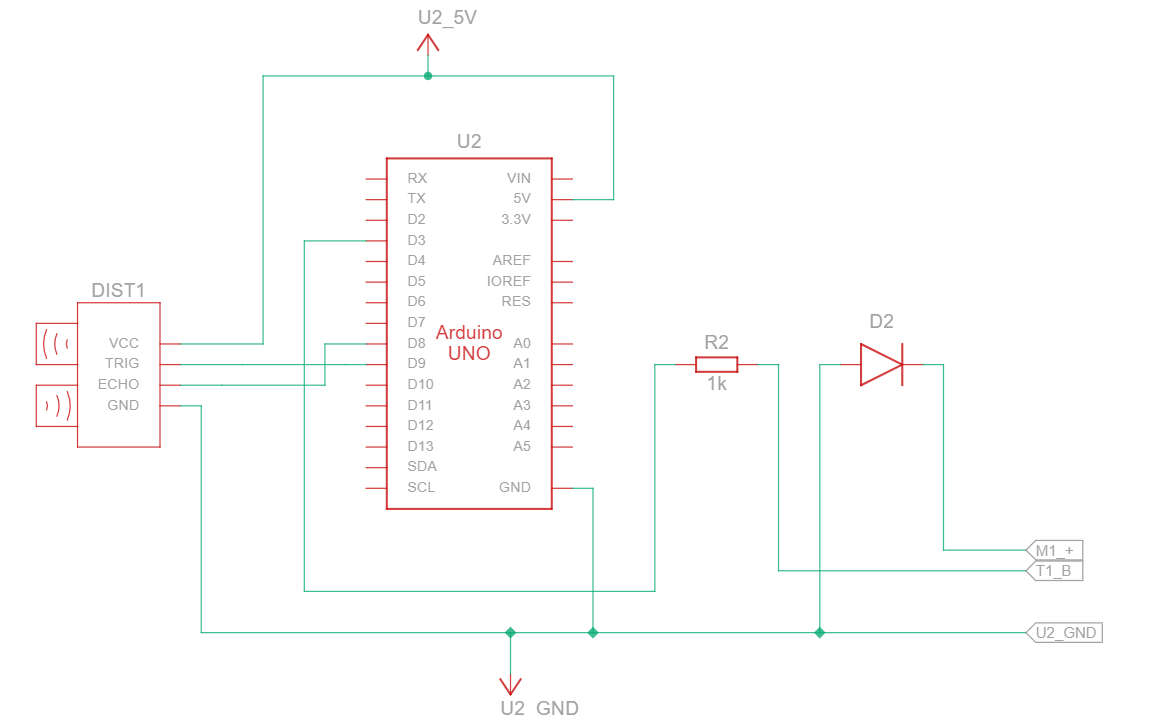 U2_5V
U2
RX VIN
TX 5V
D2 3.3V
D3
D4 AREF
D5 IOREF
D6 RES
D7
Arduino
UNO
D8 A0
D9 A1
D10 A2
D11 A3
D12 A4
D13 A5
SDA
SCL GND
DIST1
VCC
TRIG
ECHO
GND
R2
1k
D2
M1_+
T1_B
U2_GND
U2_GND